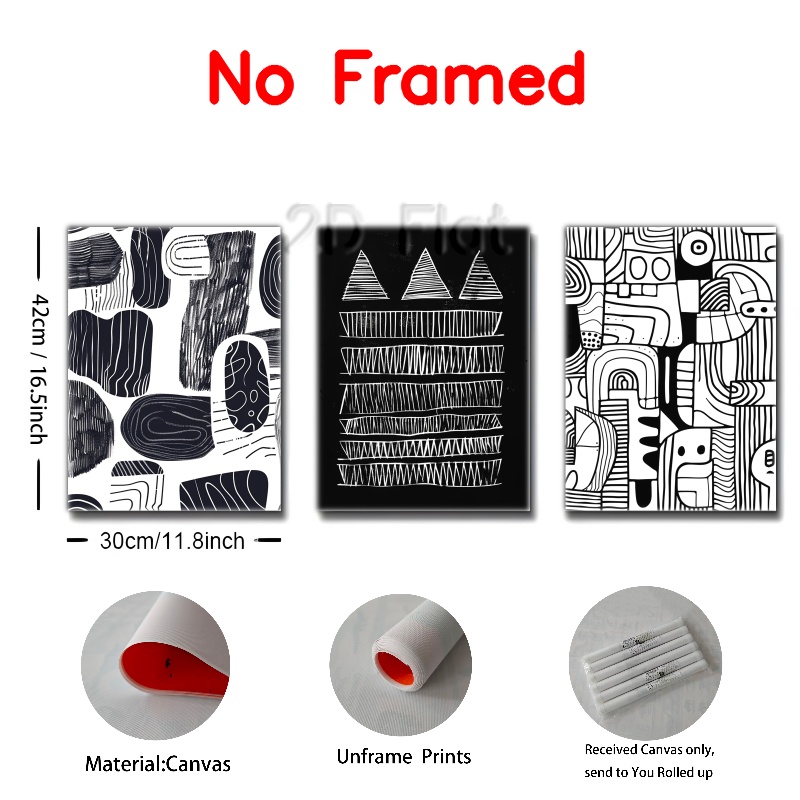 No Framed
2D Flat
42cm / 16.5inch
30cm/11.8inch
Material:Canvas
Unframe Prints
Received Canvas only,
send to You Rolled up